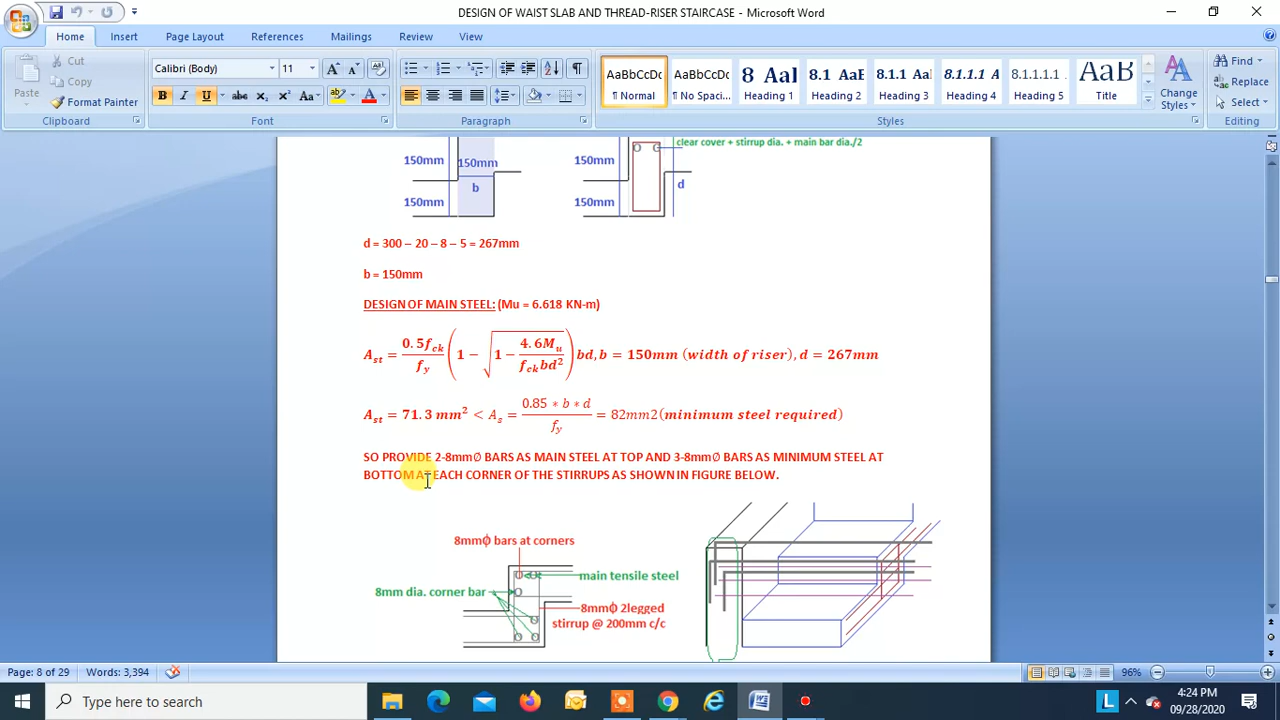 DESIGN OF WAIST SLAB AND THREAD-RISER STAIRCASE - Microsoft Word
Home Insert Page Layout References Mailings Review View
Paste
Cut
Copy
Format Painter
Clipboard
Calibri (Body) 11
B I U abc x₂ x² Aa
Font
Paragraph
AaBbCcDc AaBbCcDc 8 Aal 8.1 AaB 8.1.1 AaB 8.1.1.1 A 8.1.1.1.1 AaB
¶ Normal ¶ No Spaci... Heading 1 Heading 2 Heading 3 Heading 4 Heading 5 Title
Change Styles
Styles
Find
Replace
Select
Editing
clear cover + stirrup dia. + main bar dia./2
150mm 150mm 150mm
b d
150mm 150mm
d = 300 – 20 – 8 – 5 = 267mm
b = 150mm
DESIGN OF MAIN STEEL: (Mu = 6.618 KN-m)
A_st = 0.5f_ck/f_y (1 − √(1 − 4.6M_u/f_ck bd²)) bd, b = 150mm (width of riser), d = 267mm
A_st = 71.3 mm² < A_s = 0.85 ∗ b ∗ d/f_y = 82mm2(minimum steel required)
SO PROVIDE 2-8mm∅ BARS AS MAIN STEEL AT TOP AND 3-8mm∅ BARS AS MINIMUM STEEL AT
BOTTOM AT EACH CORNER OF THE STIRRUPS AS SHOWN IN FIGURE BELOW.
8mmϕ bars at corners
main tensile steel
8mm dia. corner bar
8mmϕ 2legged
stirrup @ 200mm c/c
Page: 8 of 29 Words: 3,394 96%
Type here to search
4:24 PM
09/28/2020